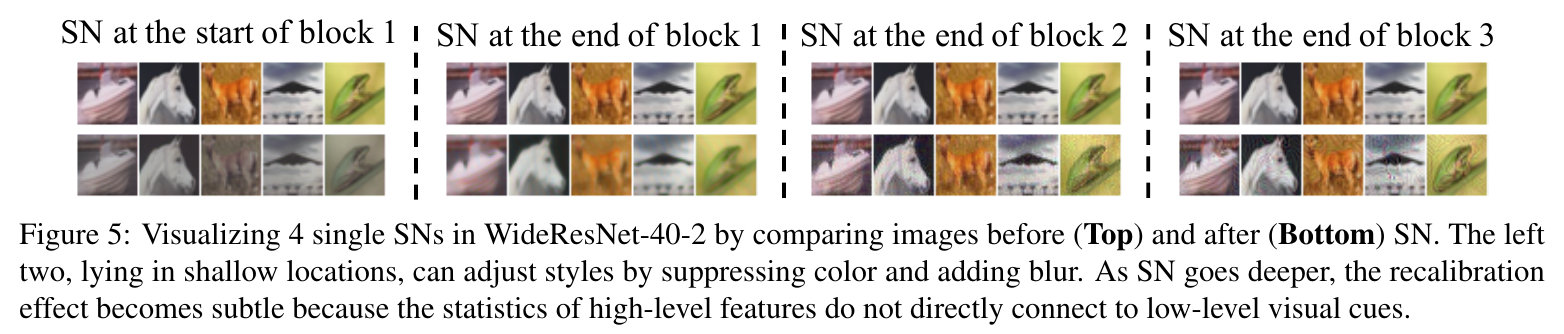 SN at the start of block 1
SN at the end of block 1
SN at the end of block 2
SN at the end of block 3
Figure 5: Visualizing 4 single SNs in WideResNet-40-2 by comparing images before (Top) and after (Bottom) SN. The left
two, lying in shallow locations, can adjust styles by suppressing color and adding blur. As SN goes deeper, the recalibration
effect becomes subtle because the statistics of high-level features do not directly connect to low-level visual cues.